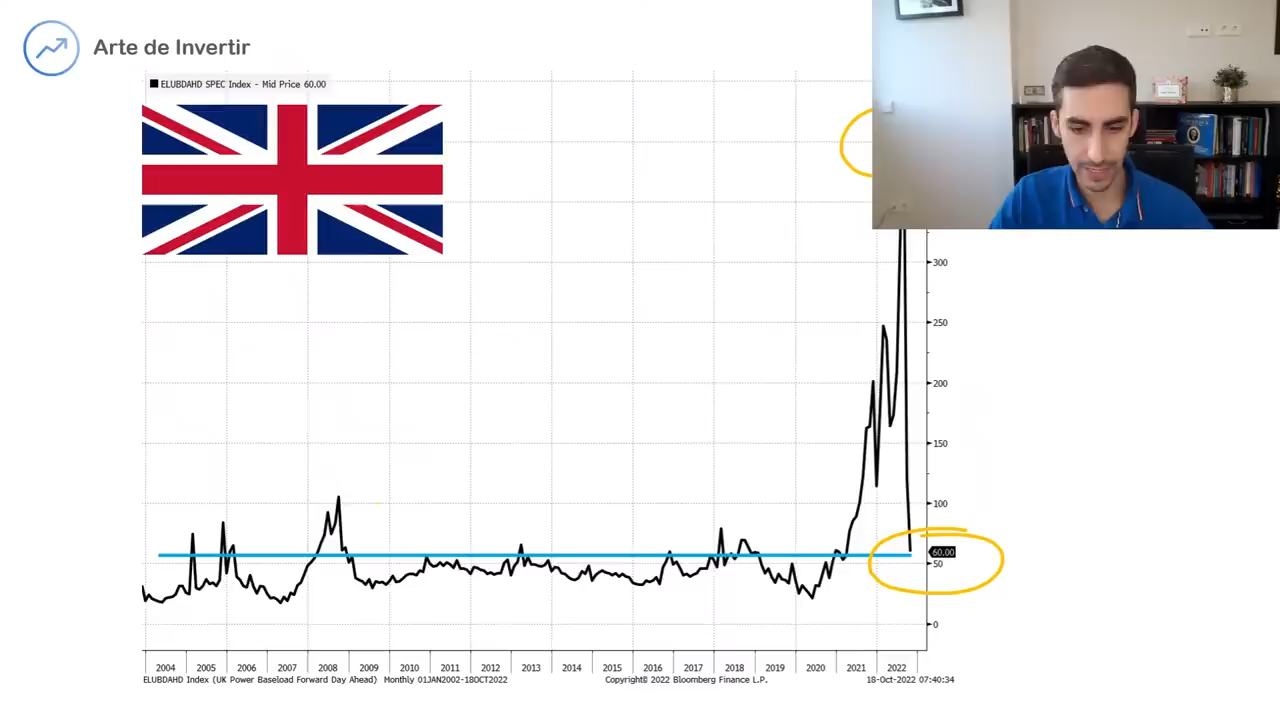 Arte de Invertir
ELUBDAHD SPEC Index - Mid Price 60.00
300
250
200
150
100
60.00
50
0
2004 2005 2006 2007 2008 2009 2010 2011 2012 2013 2014 2015 2016 2017 2018 2019 2020 2021 2022
ELUBDAHD Index (UK Power Baseload Forward Day Ahead) Monthly 01JAN2002-18OCT2022 Copyright© 2022 Bloomberg Finance L.P. 18-Oct-2022 07:40:34